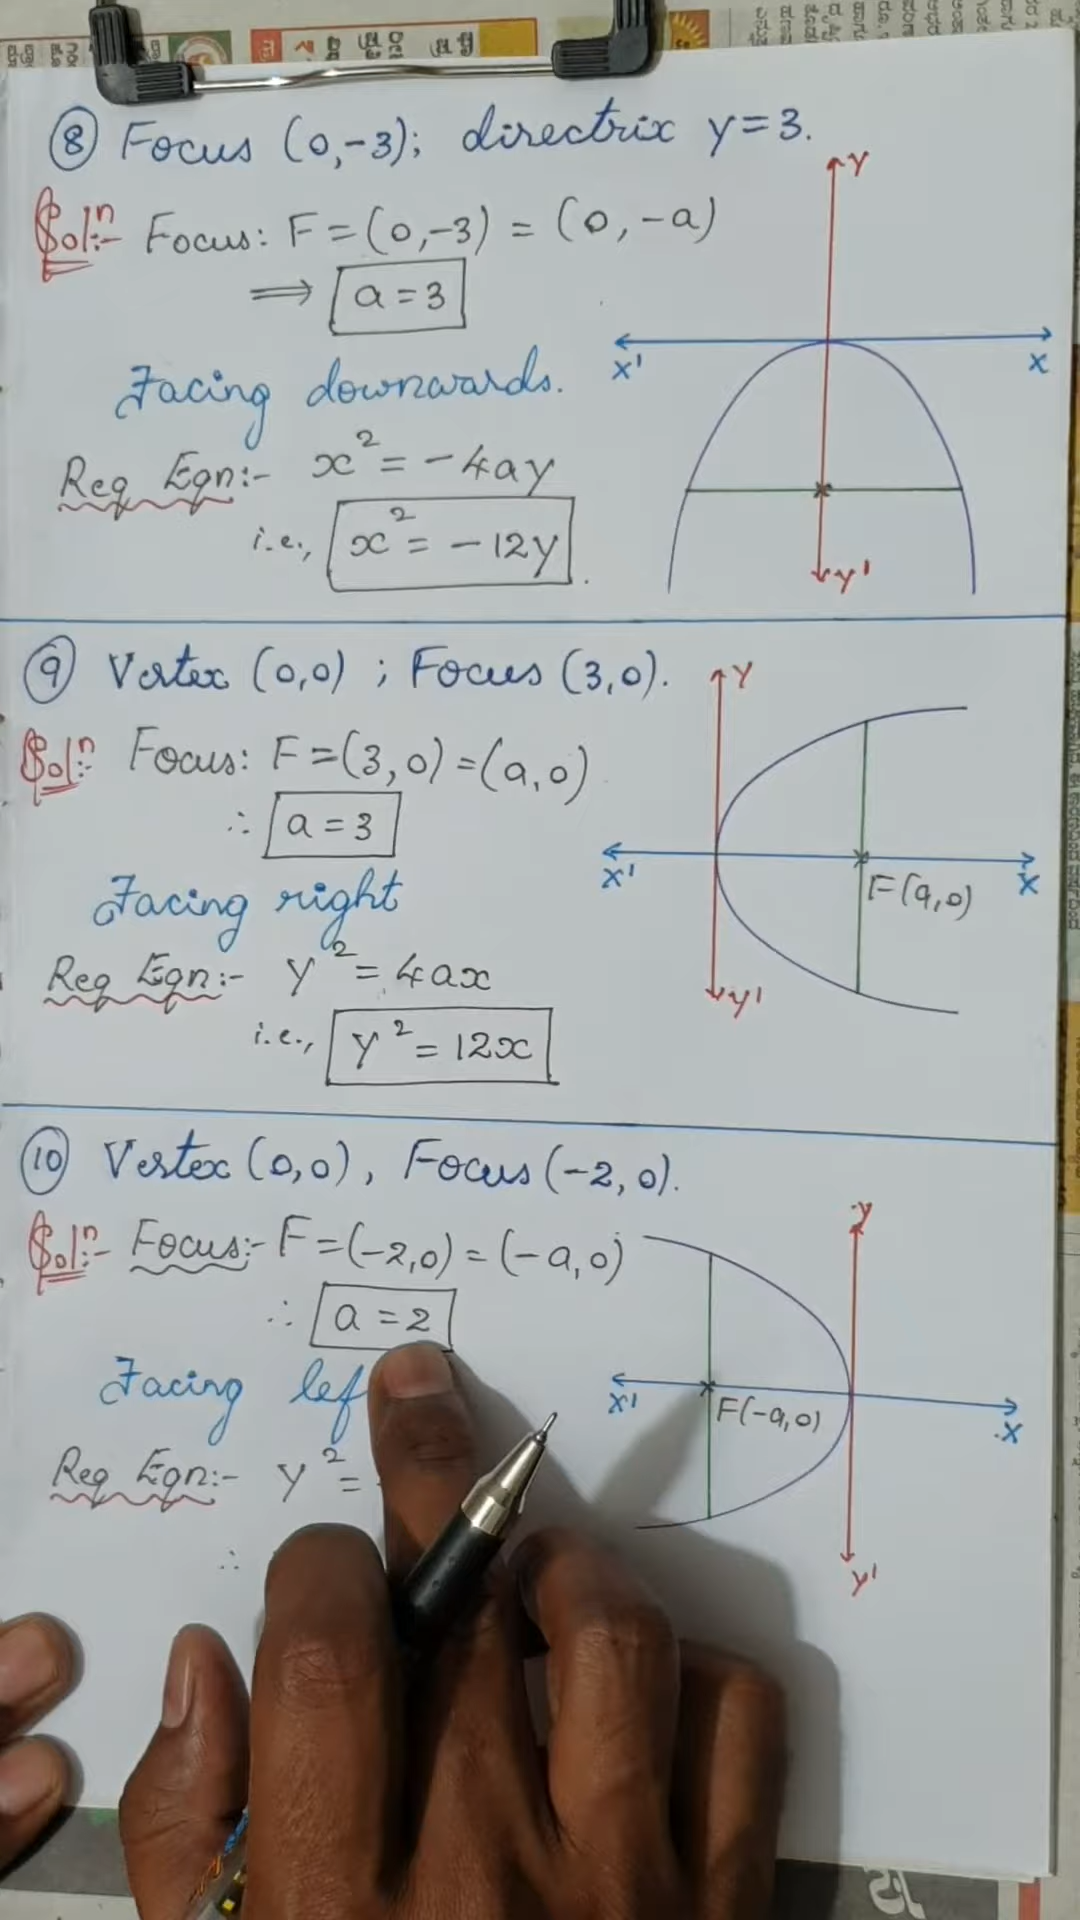 ⑧ Focus (0,-3); directrix y=3.
Solⁿ:- Focus: F = (0,-3) = (0, -a)
⟹ a = 3
Facing downwards.
Req Eqn:- x² = -4ay
i.e., x² = -12y.
Y
X' X
Y'
⑨ Vertex (0,0) ; Focus (3,0).
Solⁿ:- Focus: F = (3, 0) = (a, 0)
∴ a = 3
Facing right
Req Eqn:- y² = 4ax
i.e., y² = 12x
Y
X' X
F(a,0)
Y'
⑩ Vertex (0,0), Focus (-2,0).
Solⁿ:- Focus:- F = (-2,0) = (-a,0)
∴ a = 2
Facing lef
Req Eqn:- y² =
∴
Y
X' X
F(-a,0)
Y'